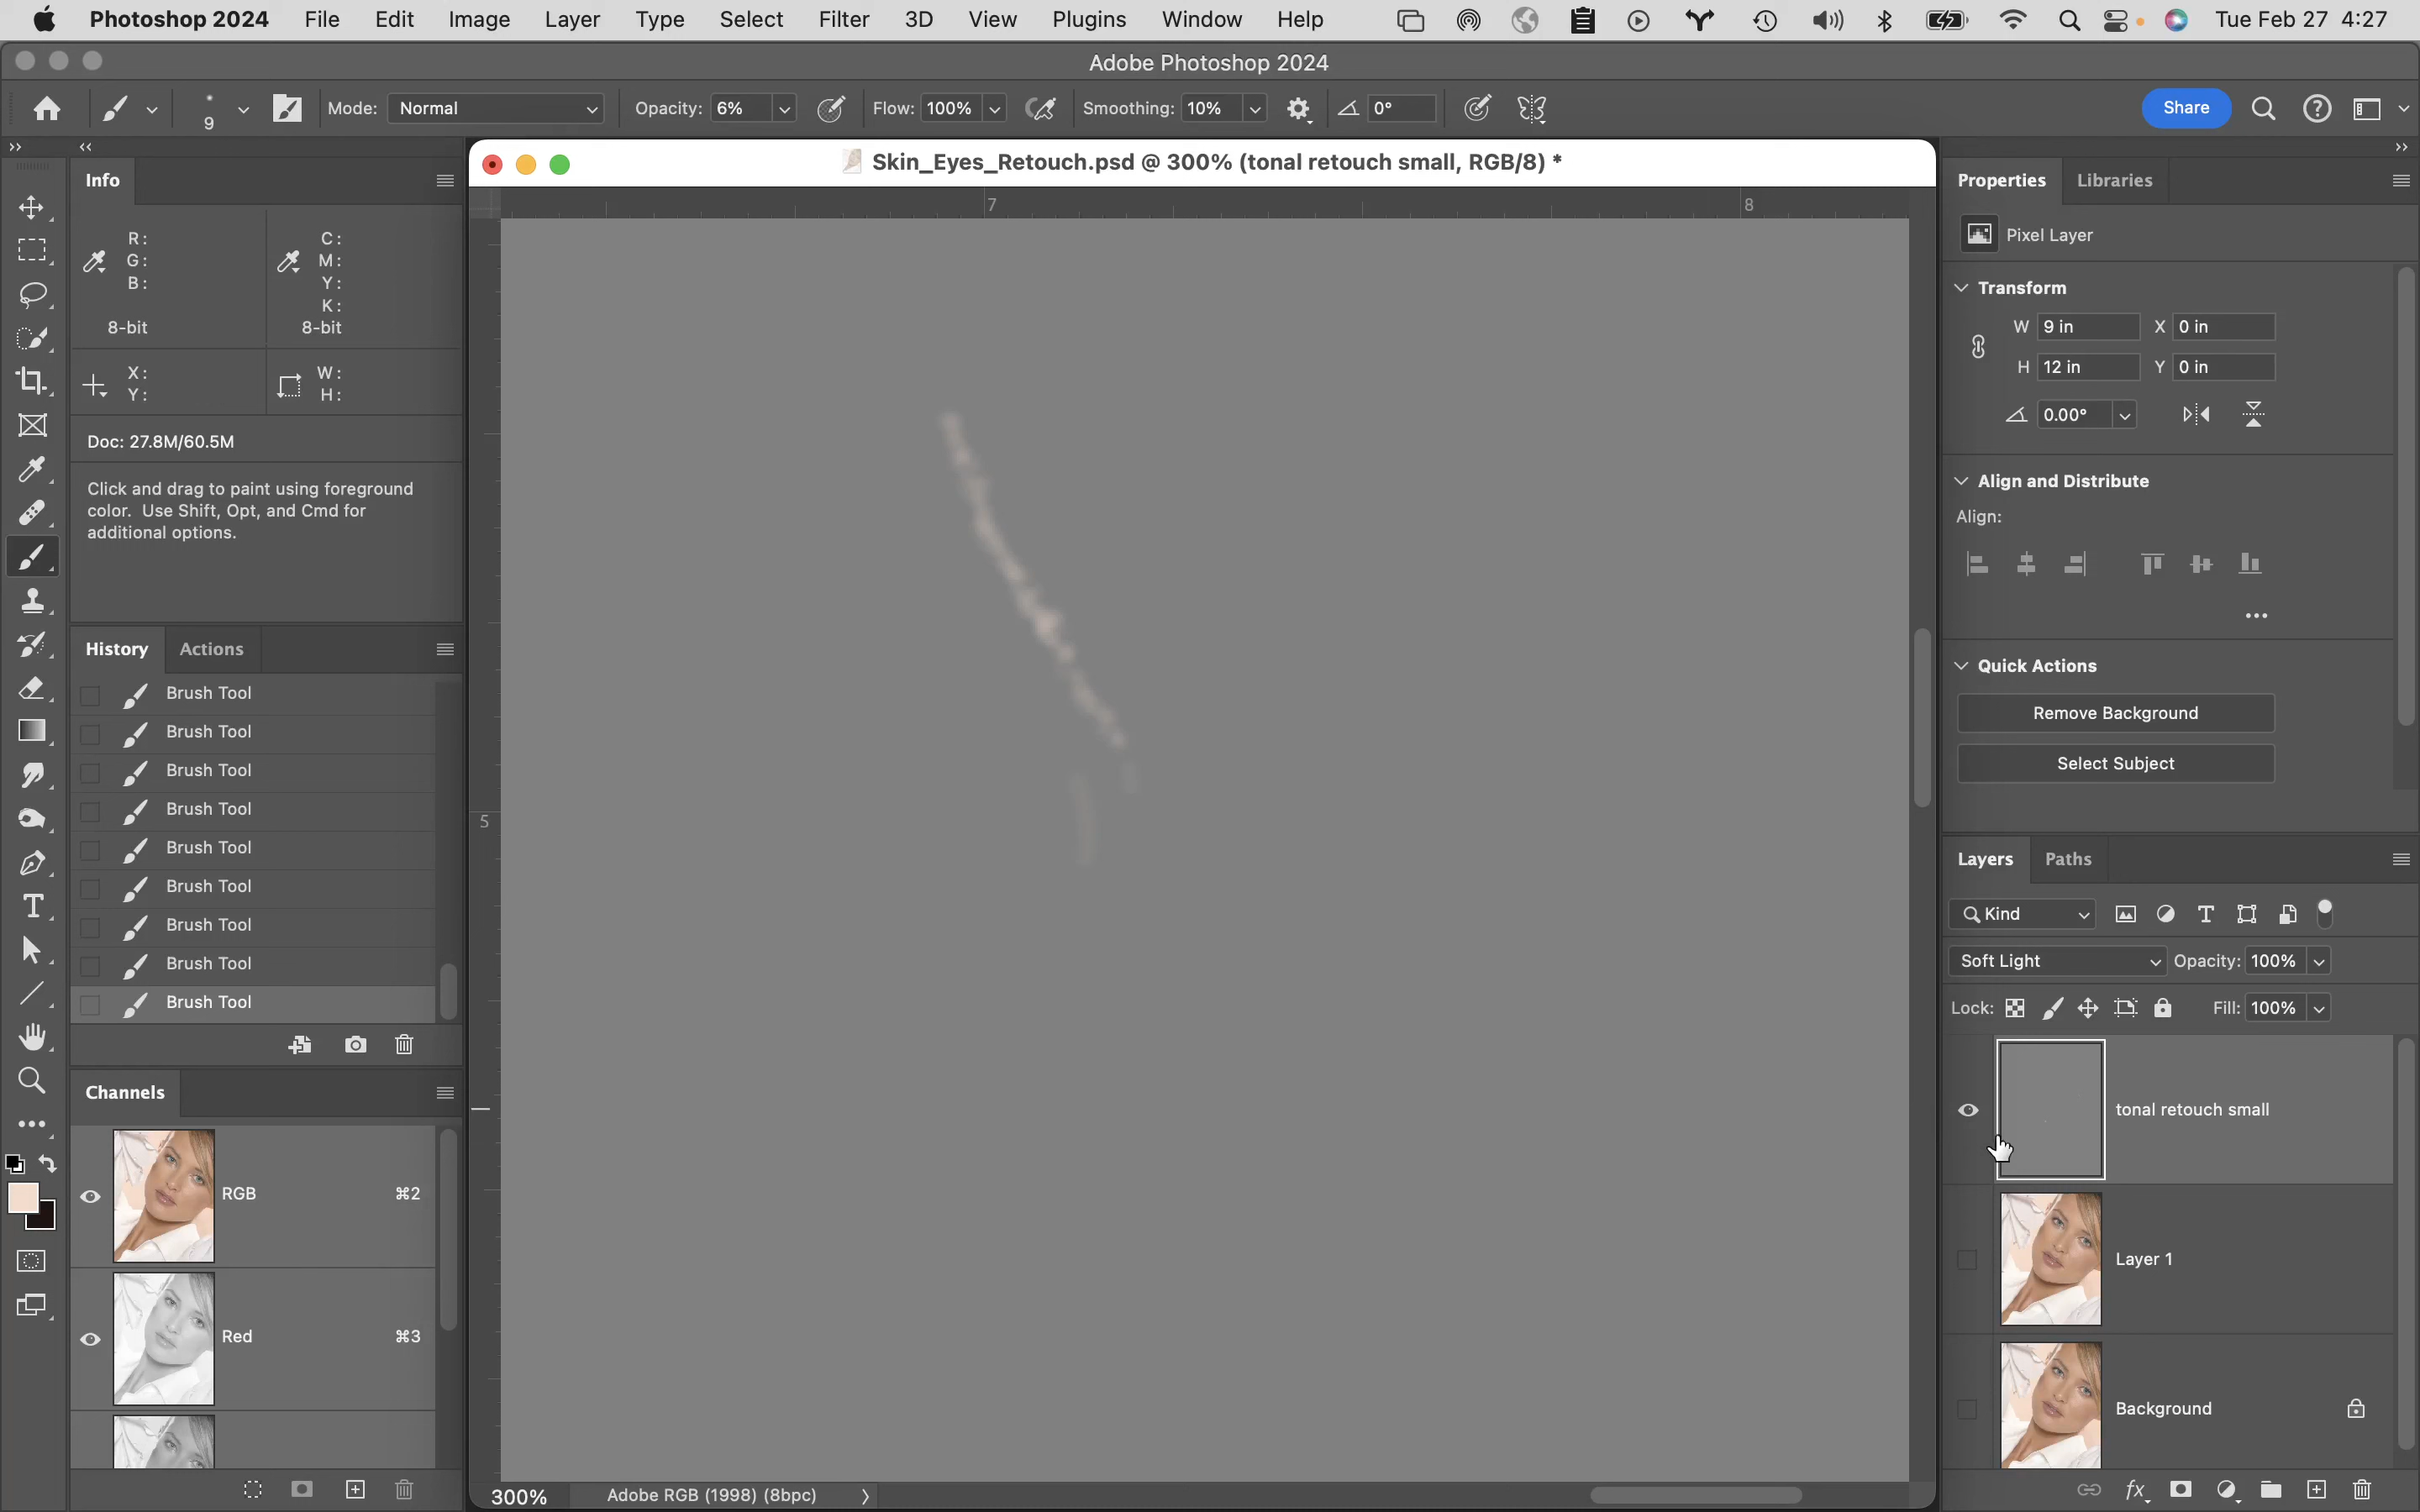 Photoshop 2024 File Edit Image Layer Type Select Filter 3D View Plugins Window Help Tue Feb 27 4:27
Adobe Photoshop 2024
9 Mode: Normal Opacity: 6% Flow: 100% Smoothing: 10% 0° Share
Skin_Eyes_Retouch.psd @ 300% (tonal retouch small, RGB/8) *
7 8
5
300% Adobe RGB (1998) (8bpc)
Info
R: C:
G: M:
B: Y:
K:
8-bit 8-bit
X: W:
Y: H:
Doc: 27.8M/60.5M
Click and drag to paint using foreground
color. Use Shift, Opt, and Cmd for
additional options.
History Actions
Brush Tool
Brush Tool
Brush Tool
Brush Tool
Brush Tool
Brush Tool
Brush Tool
Brush Tool
Brush Tool
Channels
RGB ⌘2
Red ⌘3
Properties Libraries
Pixel Layer
Transform
W 9 in X 0 in
H 12 in Y 0 in
0.00°
Align and Distribute
Align:
Quick Actions
Remove Background
Select Subject
Layers Paths
Kind
Soft Light Opacity: 100%
Lock: Fill: 100%
tonal retouch small
Layer 1
Background
fx